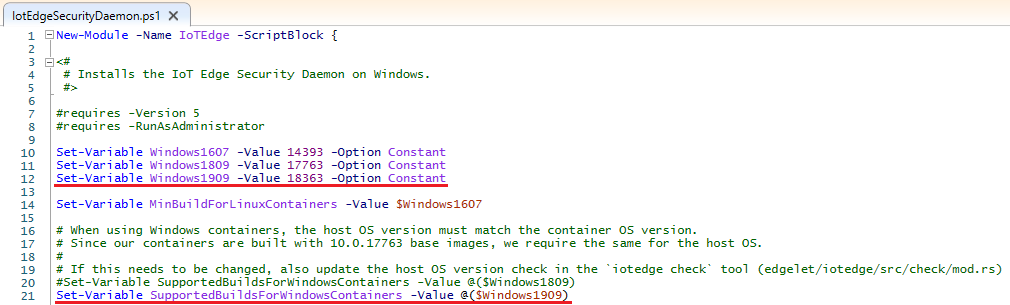 IotEdgeSecurityDaemon.ps1 X
1 New-Module -Name IoTEdge -ScriptBlock {
2
3 <#
4 # Installs the IoT Edge Security Daemon on Windows.
5 #>
6
7 #requires -Version 5
8 #requires -RunAsAdministrator
9
10 Set-Variable Windows1607 -Value 14393 -Option Constant
11 Set-Variable Windows1809 -Value 17763 -Option Constant
12 Set-Variable Windows1909 -Value 18363 -Option Constant
13
14 Set-Variable MinBuildForLinuxContainers -Value $Windows1607
15
16 # When using Windows containers, the host OS version must match the container OS version.
17 # Since our containers are built with 10.0.17763 base images, we require the same for the host OS.
18 #
19 # If this needs to be changed, also update the host OS version check in the `iotedge check` tool (edgelet/iotedge/src/check/mod.rs)
20 #Set-Variable SupportedBuildsForWindowsContainers -Value @($Windows1809)
21 Set-Variable SupportedBuildsForWindowsContainers -Value @($Windows1909)